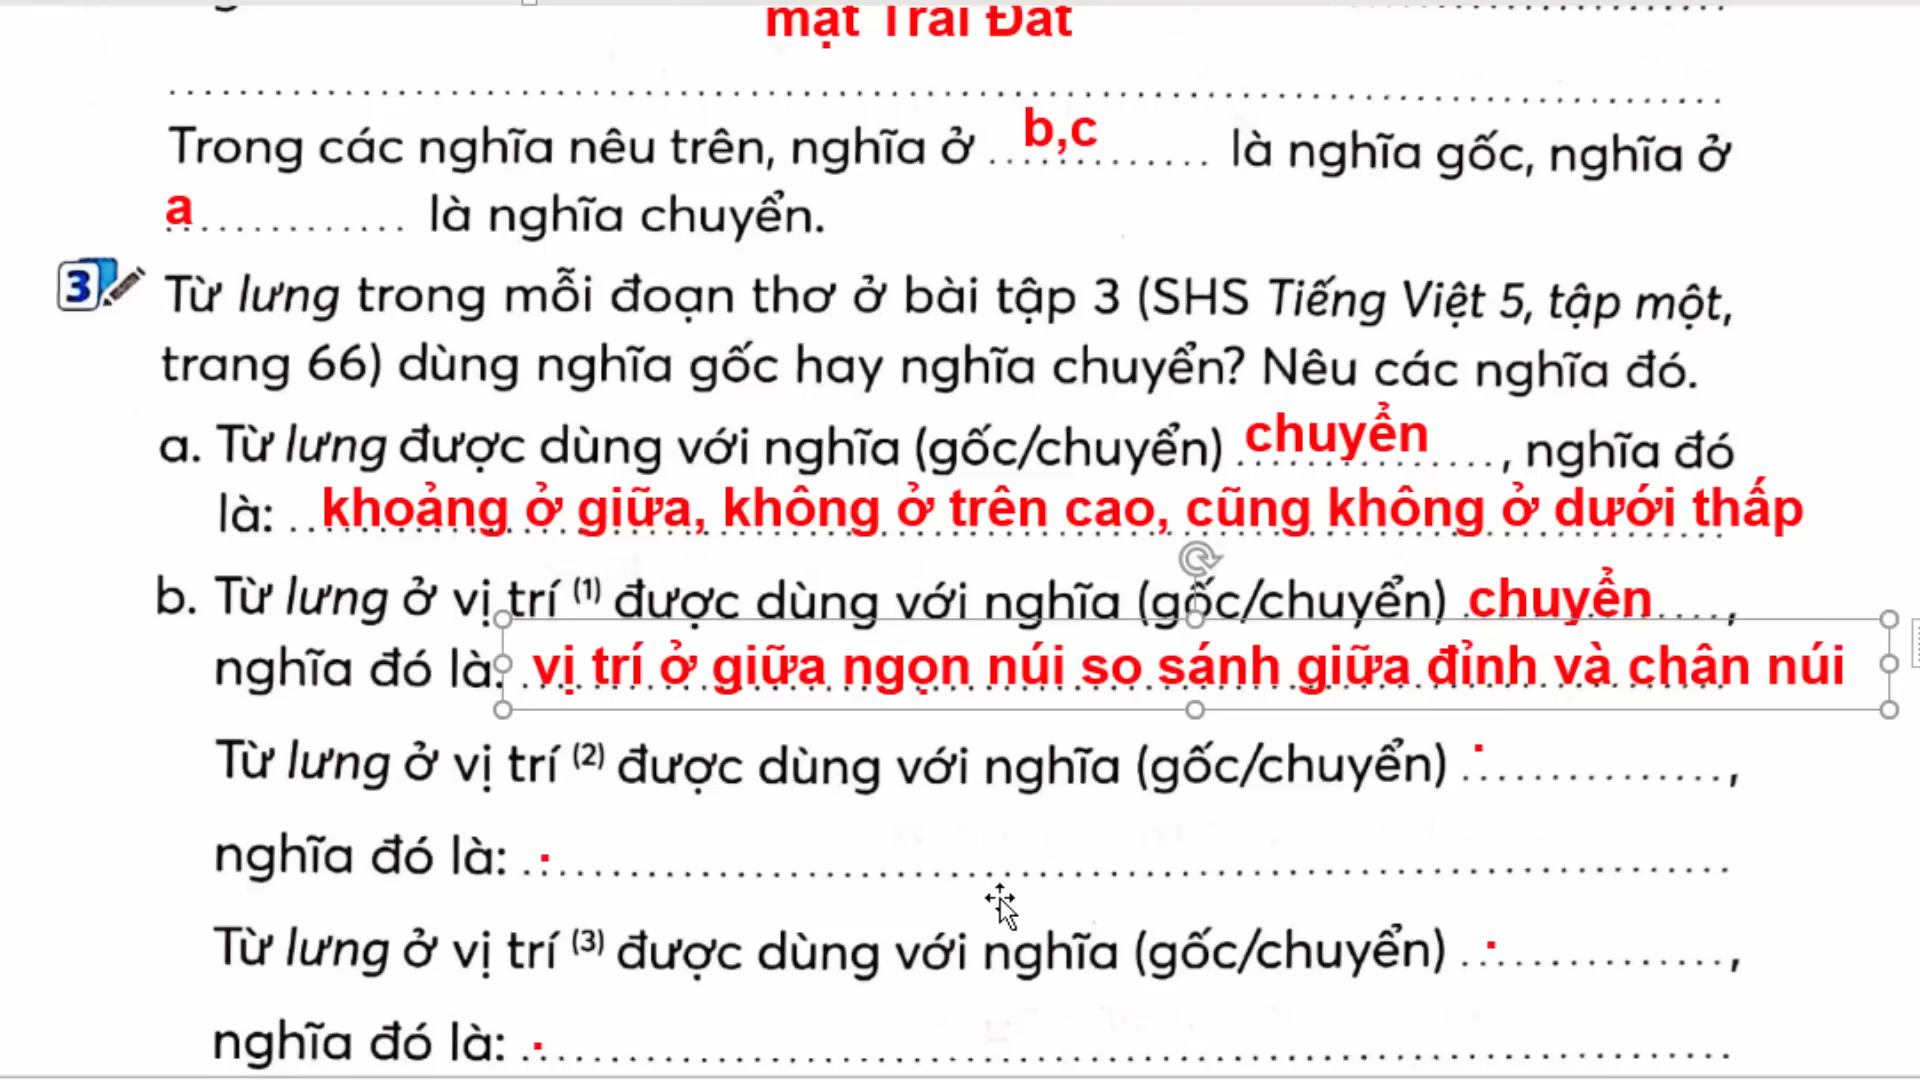 mặt Trái Đất
Trong các nghĩa nêu trên, nghĩa ở b,c là nghĩa gốc, nghĩa ở
a là nghĩa chuyển.
3 Từ lưng trong mỗi đoạn thơ ở bài tập 3 (SHS Tiếng Việt 5, tập một,
trang 66) dùng nghĩa gốc hay nghĩa chuyển? Nêu các nghĩa đó.
a. Từ lưng được dùng với nghĩa (gốc/chuyển) chuyển, nghĩa đó
là: khoảng ở giữa, không ở trên cao, cũng không ở dưới thấp
b. Từ lưng ở vị trí (1) được dùng với nghĩa (gốc/chuyển) chuyển,
nghĩa đó là: vị trí ở giữa ngọn núi so sánh giữa đỉnh và chân núi
Từ lưng ở vị trí (2) được dùng với nghĩa (gốc/chuyển) ..............,
nghĩa đó là: ..............
Từ lưng ở vị trí (3) được dùng với nghĩa (gốc/chuyển) ..............,
nghĩa đó là: ..............